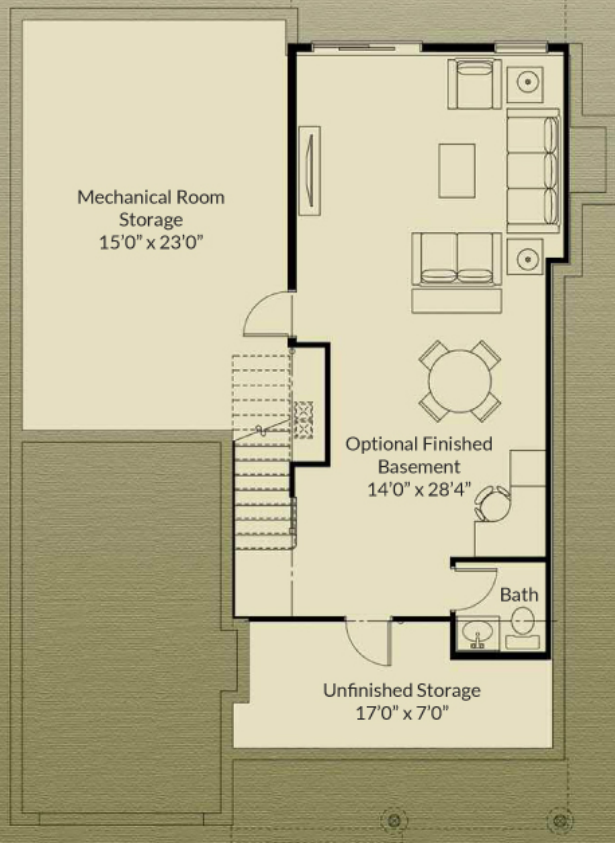 Mechanical Room
Storage
15’0” x 23’0”
Optional Finished
Basement
14’0” x 28’4”
Bath
Unfinished Storage
17’0” x 7’0”